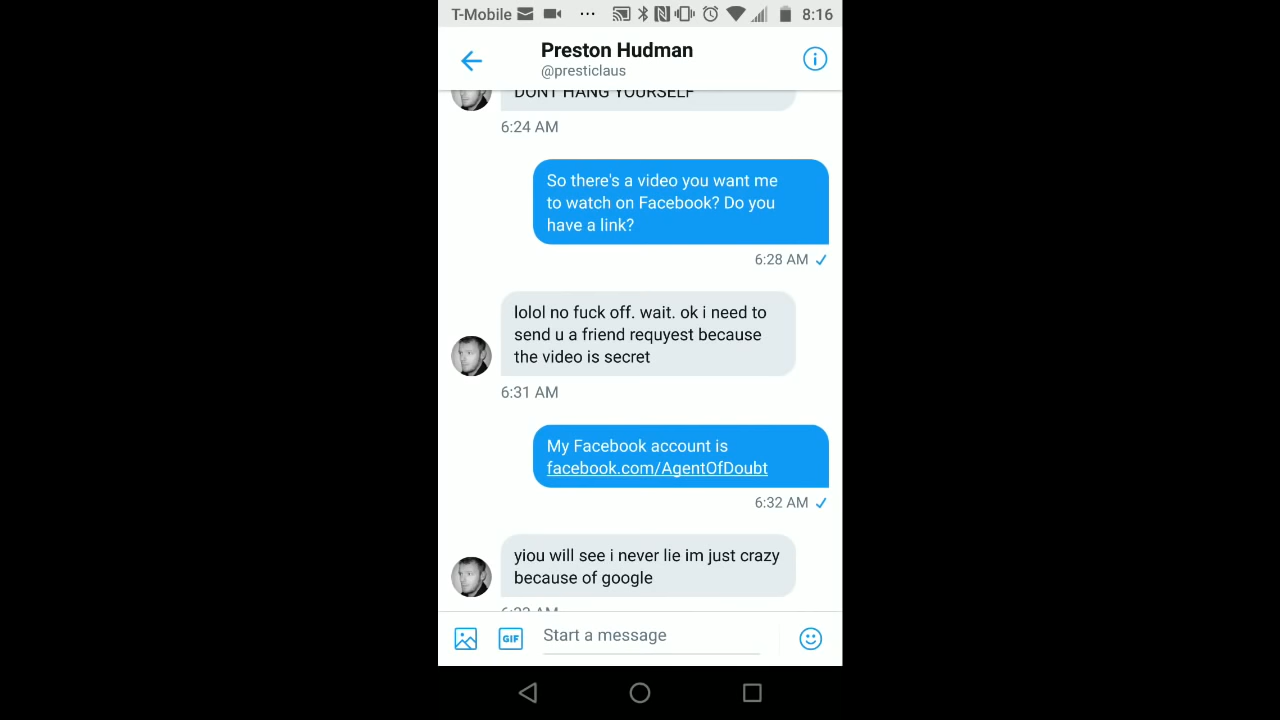 T-Mobile
8:16
Preston Hudman
@presticlaus
DONT HANG YOURSELF
6:24 AM
So there's a video you want me
to watch on Facebook? Do you
have a link?
6:28 AM
lolol no fuck off. wait. ok i need to
send u a friend requyest because
the video is secret
6:31 AM
My Facebook account is
facebook.com/AgentOfDoubt
6:32 AM
yiou will see i never lie im just crazy
because of google
GIF
Start a message